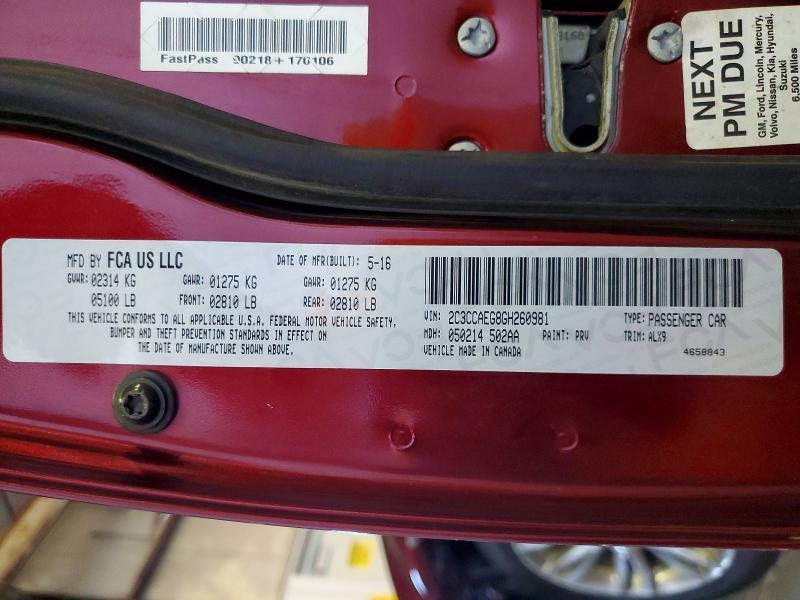 FastPass 90218+176106
3168
NEXT
PM DUE
GM, Ford, Lincoln, Mercury,
Volvo, Nissan, Kia, Hyundai,
Suzuki
6,500 Miles
MFD BY FCA US LLC DATE OF MFR(BUILT): 5-16
GVWR: 02314 KG GAWR: 01275 KG GAWR: 01275 KG
05100 LB FRONT: 02810 LB REAR: 02810 LB
THIS VEHICLE CONFORMS TO ALL APPLICABLE U.S.A. FEDERAL MOTOR VEHICLE SAFETY,
BUMPER AND THEFT PREVENTION STANDARDS IN EFFECT ON
THE DATE OF MANUFACTURE SHOWN ABOVE.
VIN: 2C3CCAEG8GH260981 TYPE: PASSENGER CAR
MDH: 050214 502AA PAINT: PRV TRIM: ALX9
VEHICLE MADE IN CANADA 4658843